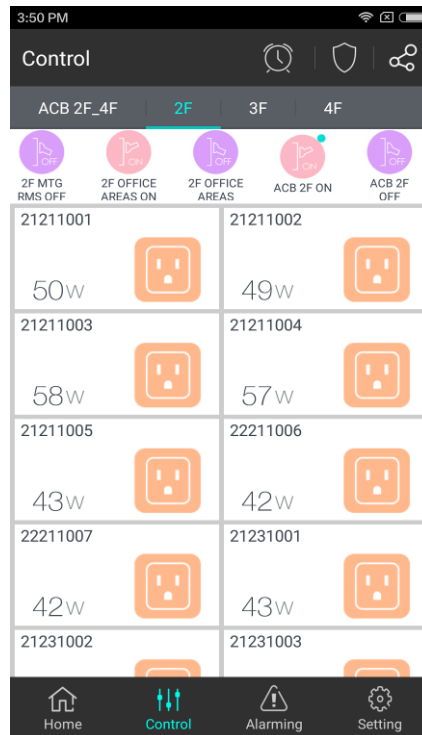 3:50 PM
Control
ACB 2F_4F 2F 3F 4F
OFF ON OFF ON OFF
2F MTG 2F OFFICE 2F OFFICE ACB 2F ON ACB 2F
RMS OFF AREAS ON AREAS OFF
21211001 21211002
50W 49W
21211003 21211004
58W 57W
21211005 22211006
43W 42W
22211007 21231001
42W 43W
21231002 21231003
Home Control Alarming Setting